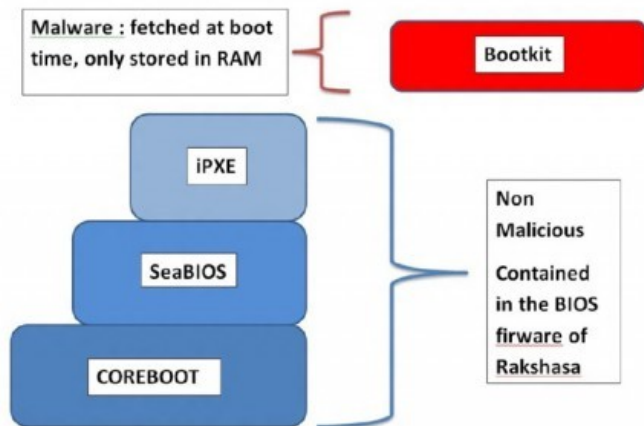 Malware : fetched at boot
time, only stored in RAM
Bootkit
iPXE
SeaBIOS
COREBOOT
Non
Malicious
Contained
in the BIOS
firware of
Rakshasa